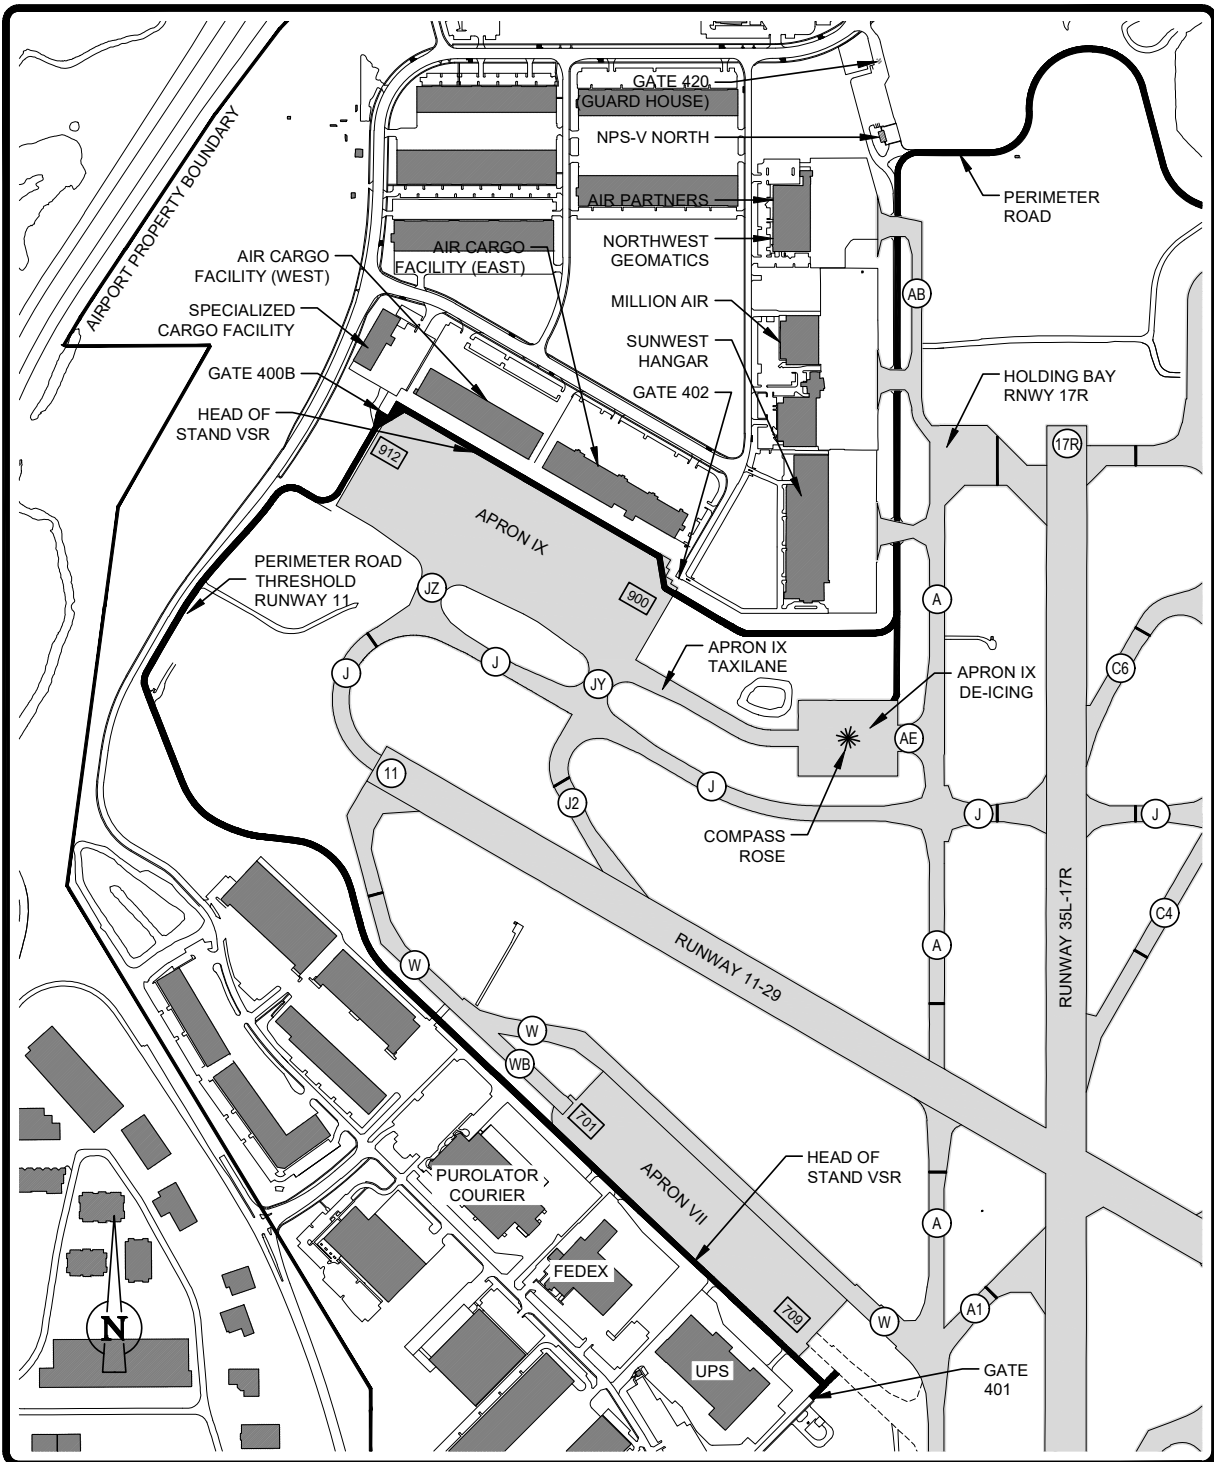 GATE 420
GUARD HOUSE)
NPS-V NORTH
AIR PARTNERS
PERIMETER
ROAD
AIRPORT PROPERTY BOUNDARY
AIR CARGO
FACILITY (WEST)
AIR CARGO
FACILITY (EAST)
NORTHWEST
GEOMATICS
AB
SPECIALIZED
CARGO FACILITY
MILLION AIR
SUNWEST
HANGAR
GATE 400B
GATE 402
HOLDING BAY
RNWY 17R
HEAD OF
STAND VSR
912
17R
APRON IX
PERIMETER ROAD
THRESHOLD
RUNWAY 11
JZ
900
A
J
J
JY
APRON IX
TAXILANE
C6
APRON IX
DE-ICING
AE
11
J2
J
J
J
COMPASS
ROSE
RUNWAY 35L-17R
C4
A
RUNWAY 11-29
W
W
WB
701
PUROLATOR
COURIER
APRON VII
HEAD OF
STAND VSR
A
FEDEX
709
W
A1
N
UPS
GATE
401